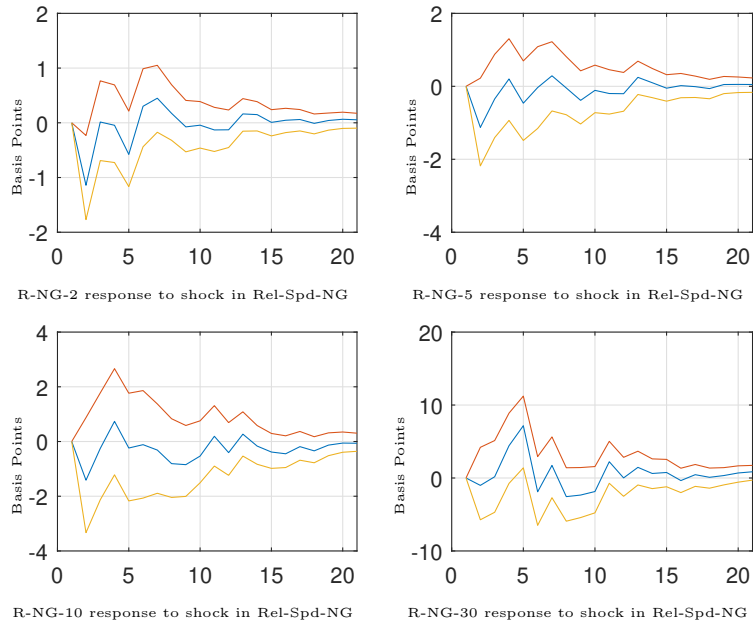 2
1
0
-1
-2
Basis Points
0 5 10 15 20
R-NG-2 response to shock in Rel-Spd-NG
2
0
-2
-4
Basis Points
0 5 10 15 20
R-NG-5 response to shock in Rel-Spd-NG
4
2
0
-2
-4
Basis Points
0 5 10 15 20
R-NG-10 response to shock in Rel-Spd-NG
20
10
0
-10
Basis Points
0 5 10 15 20
R-NG-30 response to shock in Rel-Spd-NG